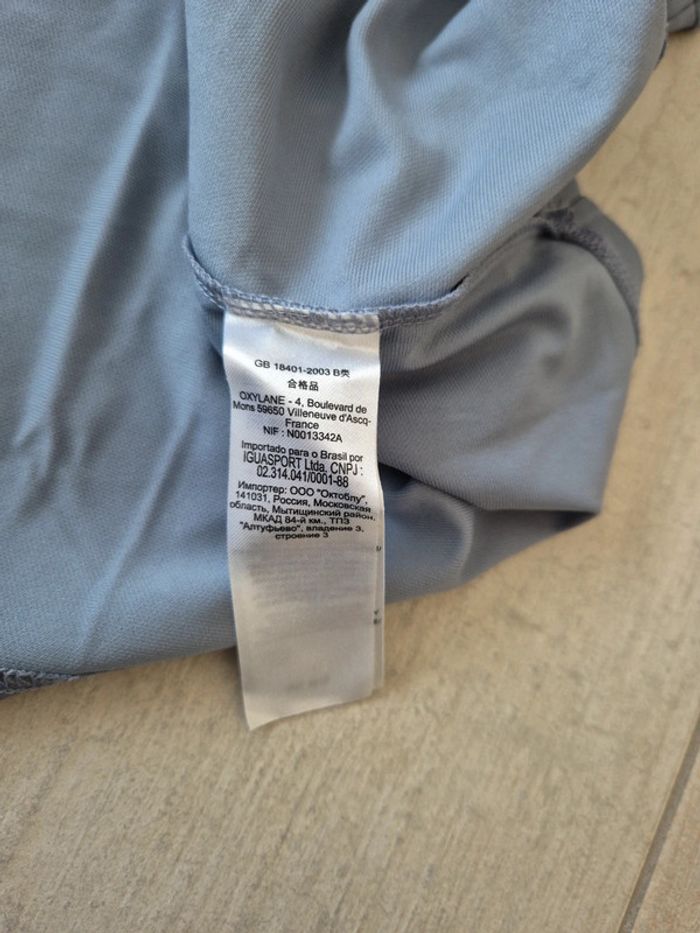 GB 18401-2003 B类
合格品
OXYLANE - 4, Boulevard de
Mons 59650 Villeneuve d'Ascq-
France
NIF : N0013342A
Importado para o Brasil por
IGUASPORT Ltda. CNPJ :
02.314.041/0001-88
Импортер: ООО "Октоблу",
141031, Россия, Московская
область, Мытищинский район,
МКАД 84-й км., ТПЗ
"Алтуфьево", владение 3,
строение 3